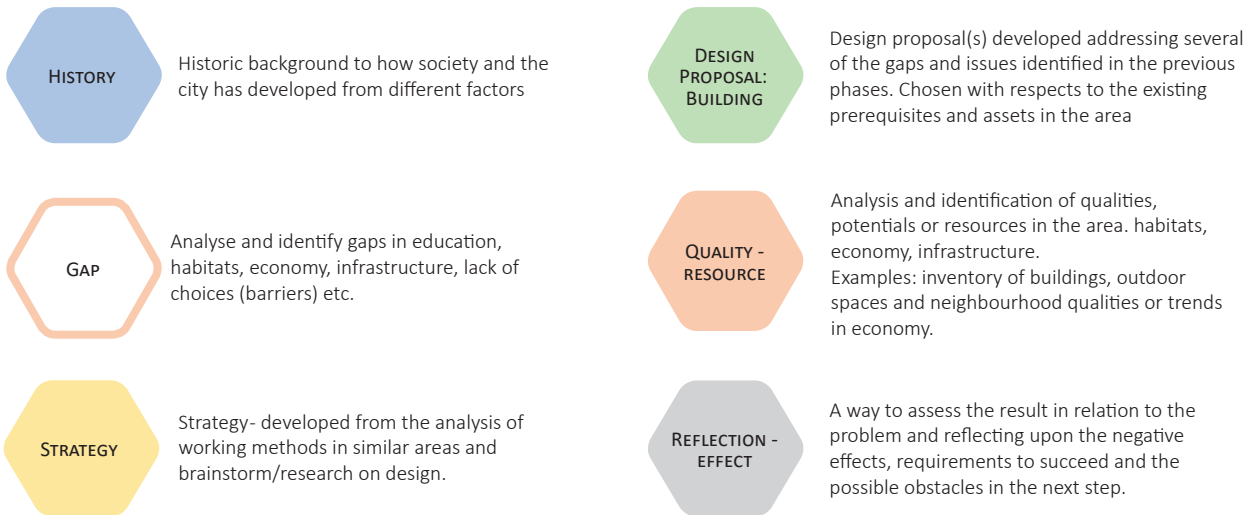 HISTORY
Historic background to how society and the
city has developed from different factors
GAP
Analyse and identify gaps in education,
habitats, economy, infrastructure, lack of
choices (barriers) etc.
STRATEGY
Strategy- developed from the analysis of
working methods in similar areas and
brainstorm/research on design.
DESIGN
PROPOSAL:
BUILDING
Design proposal(s) developed addressing several
of the gaps and issues identified in the previous
phases. Chosen with respects to the existing
prerequisites and assets in the area
QUALITY -
RESOURCE
Analysis and identification of qualities,
potentials or resources in the area. habitats,
economy, infrastructure.
Examples: inventory of buildings, outdoor
spaces and neighbourhood qualities or trends
in economy.
REFLECTION -
EFFECT
A way to assess the result in relation to the
problem and reflecting upon the negative
effects, requirements to succeed and the
possible obstacles in the next step.